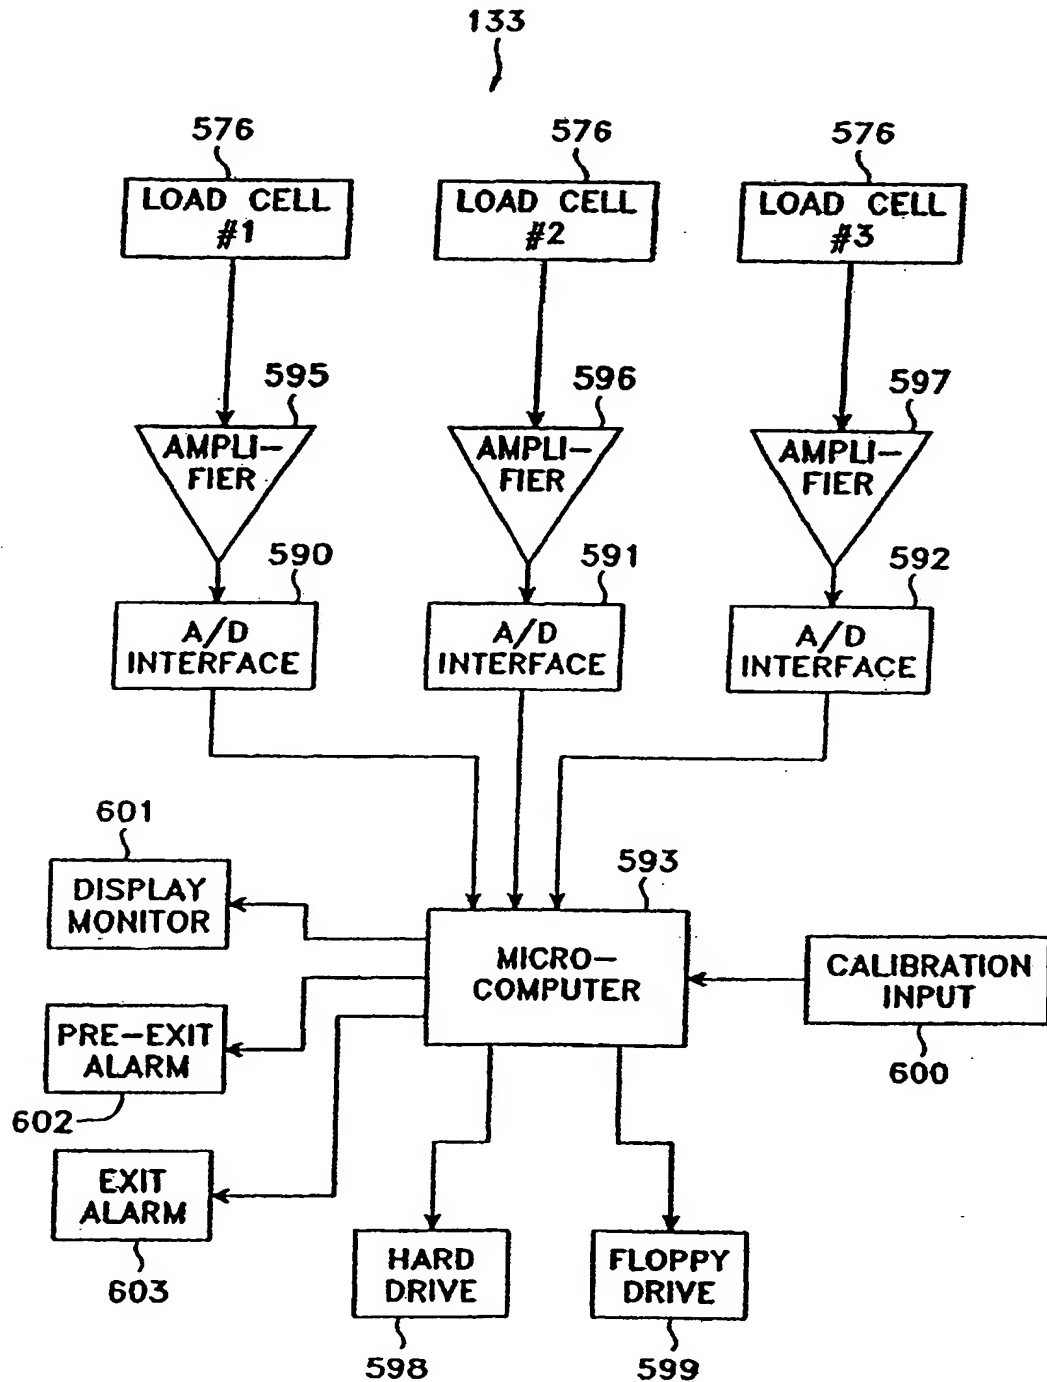 133
576
576
576
LOAD CELL
#1
LOAD CELL
#2
LOAD CELL
#3
595
596
597
AMPLI-
FIER
AMPLI-
FIER
AMPLI-
FIER
590
591
592
A/D
INTERFACE
A/D
INTERFACE
A/D
INTERFACE
601
593
DISPLAY
MONITOR
MICRO-
COMPUTER
CALIBRATION
INPUT
600
PRE-EXIT
ALARM
602
EXIT
ALARM
603
HARD
DRIVE
598
FLOPPY
DRIVE
599